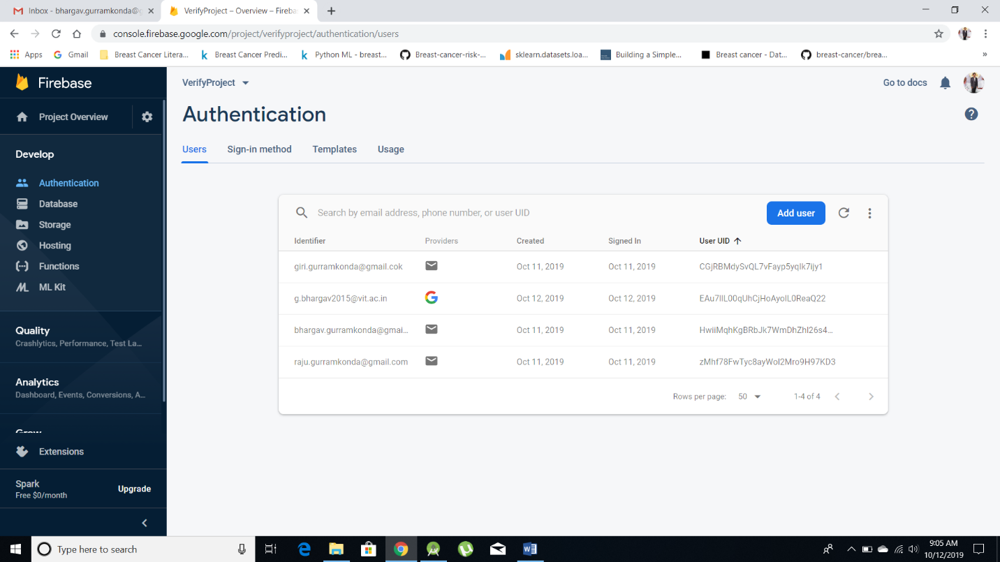 Inbox - bhargav.gurramkonda@g
VerifyProject – Overview – Fireba
console.firebase.google.com/project/verifyproject/authentication/users
Apps
Gmail
Breast Cancer Litera...
Breast Cancer Predi...
Python ML - breast...
Breast-cancer-risk-...
sklearn.datasets.loa...
Building a Simple...
Breast cancer - Dat...
breast-cancer/brea...
»
Firebase
Project Overview
Develop
Authentication
Database
Storage
Hosting
Functions
ML Kit
Quality
Crashlytics, Performance, Test La...
Analytics
Dashboard, Events, Conversions, A...
Grow
Extensions
Spark
Free $0/month
Upgrade
VerifyProject
Go to docs
Authentication
Users Sign-in method Templates Usage
Search by email address, phone number, or user UID
Add user
Identifier Providers Created Signed In User UID
giri.gurramkonda@gmail.cok Oct 11, 2019 Oct 11, 2019 CGjRBMdySvQL7vFayp5yqIk7ijy1
g.bhargav2015@vit.ac.in Oct 12, 2019 Oct 12, 2019 EAu7IIL00qUhCjHoAyoIL0ReaQ22
bhargav.gurramkonda@gmai... Oct 11, 2019 Oct 11, 2019 HwiiMqhKgBRbJk7WmDhZhI26s4...
raju.gurramkonda@gmail.com Oct 11, 2019 Oct 11, 2019 zMhf78FwTyc8ayWoI2Mro9H97KD3
Rows per page: 50 1-4 of 4
Type here to search
9:05 AM
10/12/2019